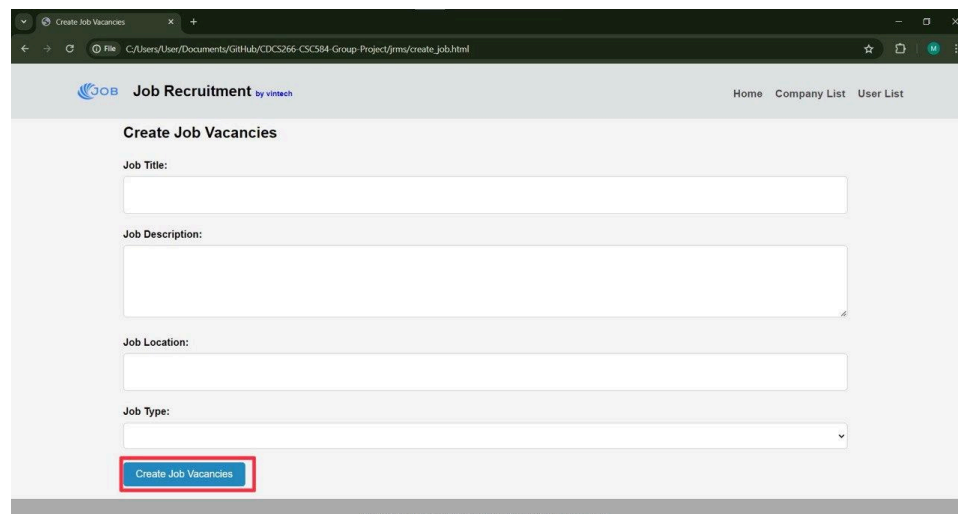 Create Job Vacancies
File C:/Users/User/Documents/GitHub/CDCS266-CSC584-Group-Project/jrms/create_job.html
M
JOB Job Recruitment by vintech Home Company List User List
Create Job Vacancies
Job Title:
Job Description:
Job Location:
Job Type:
Create Job Vacancies